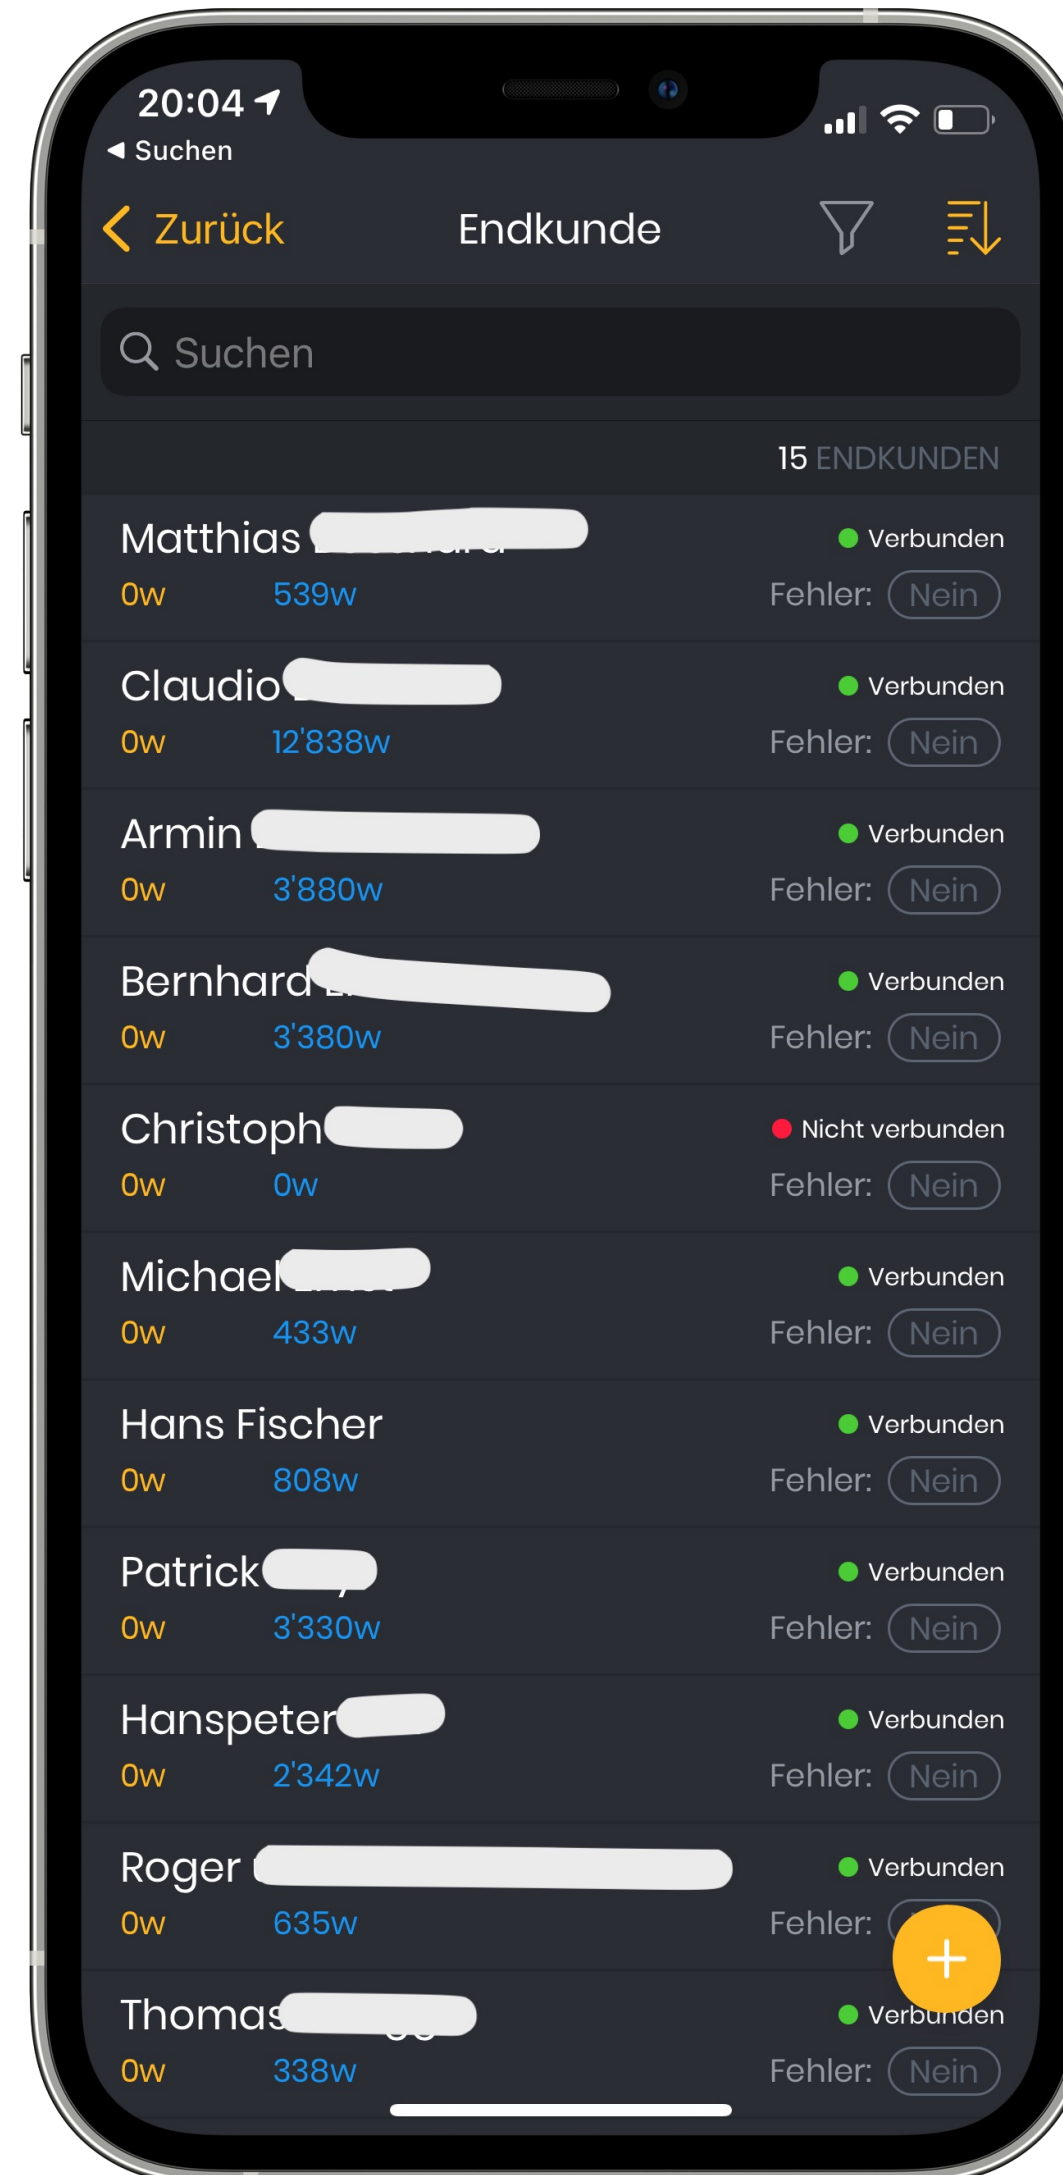 20:04
Suchen
Zurück
Endkunde
Suchen
15 ENDKUNDEN
Matthias
Verbunden
0w 539w Fehler: Nein
Claudio
Verbunden
0w 12'838w Fehler: Nein
Armin
Verbunden
0w 3'880w Fehler: Nein
Bernhard
Verbunden
0w 3'380w Fehler: Nein
Christoph
Nicht verbunden
0w 0w Fehler: Nein
Michael
Verbunden
0w 433w Fehler: Nein
Hans Fischer
Verbunden
0w 808w Fehler: Nein
Patrick
Verbunden
0w 3'330w Fehler: Nein
Hanspeter
Verbunden
0w 2'342w Fehler: Nein
Roger
Verbunden
0w 635w Fehler:
+
Thomas
Verbunden
0w 338w Fehler: Nein